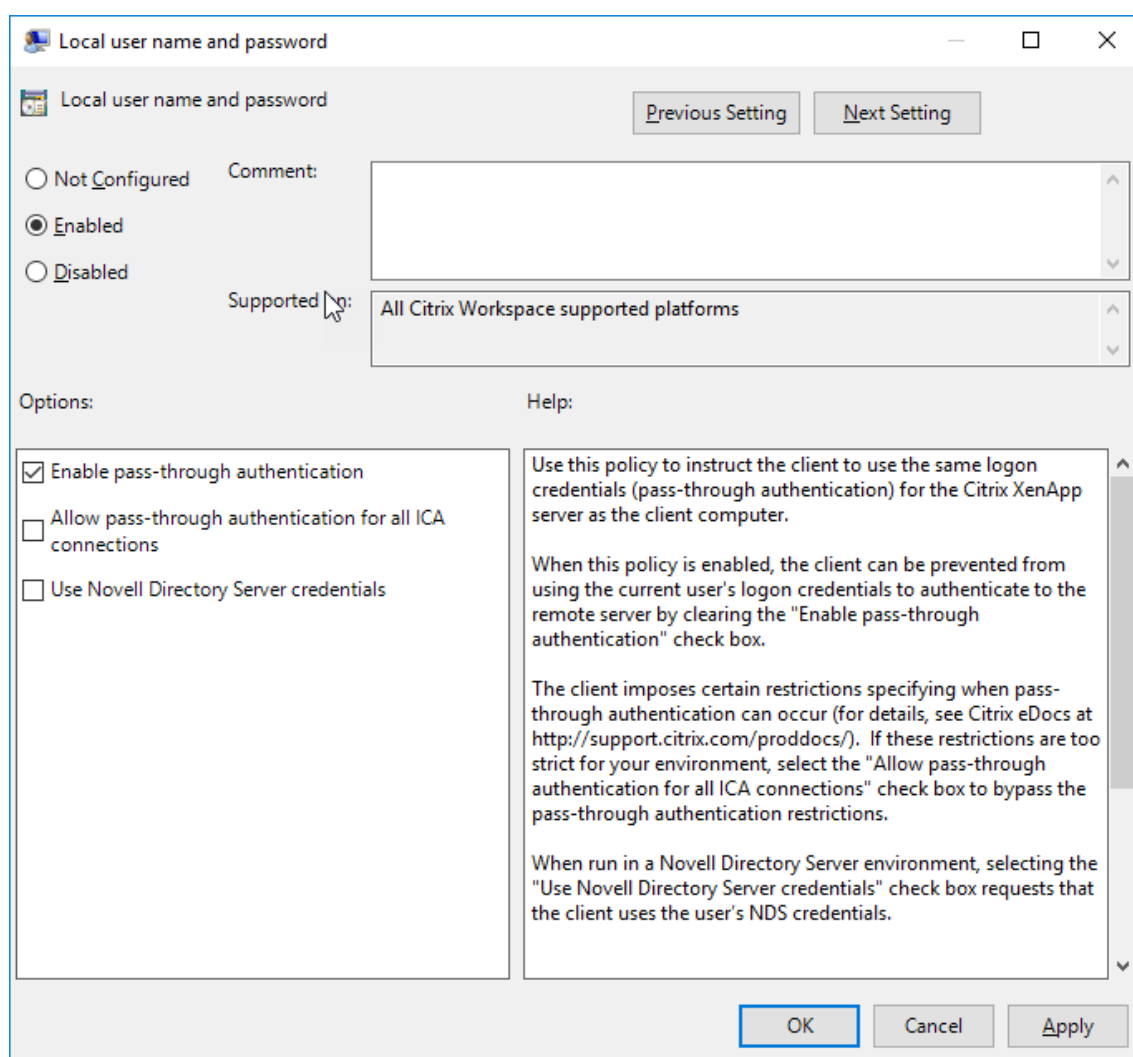 Local user name and password
Local user name and password
Previous Setting
Next Setting
Not Configured
Comment:
Enabled
Disabled
Supported on:
All Citrix Workspace supported platforms
Options:
Help:
Enable pass-through authentication
Allow pass-through authentication for all ICA
connections
Use Novell Directory Server credentials
Use this policy to instruct the client to use the same logon
credentials (pass-through authentication) for the Citrix XenApp
server as the client computer.
When this policy is enabled, the client can be prevented from
using the current user's logon credentials to authenticate to the
remote server by clearing the "Enable pass-through
authentication" check box.
The client imposes certain restrictions specifying when pass-
through authentication can occur (for details, see Citrix eDocs at
http://support.citrix.com/proddocs/).  If these restrictions are too
strict for your environment, select the "Allow pass-through
authentication for all ICA connections" check box to bypass the
pass-through authentication restrictions.
When run in a Novell Directory Server environment, selecting the
"Use Novell Directory Server credentials" check box requests that
the client uses the user's NDS credentials.
OK
Cancel
Apply